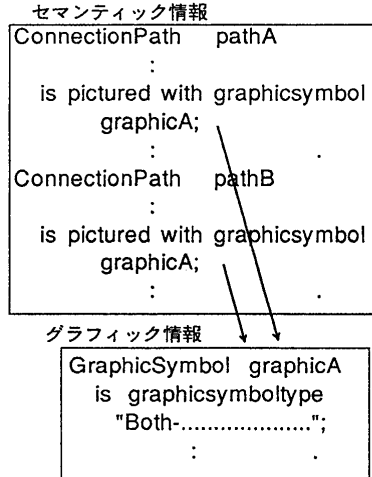 セマンティック情報
ConnectionPath pathA
:
is pictured with graphicsymbol
graphicA;
: .
ConnectionPath pathB
:
is pictured with graphicsymbol
graphicA;
: .
グラフィック情報
GraphicSymbol graphicA
is graphicsymboltype
"Both-.....................";
: .